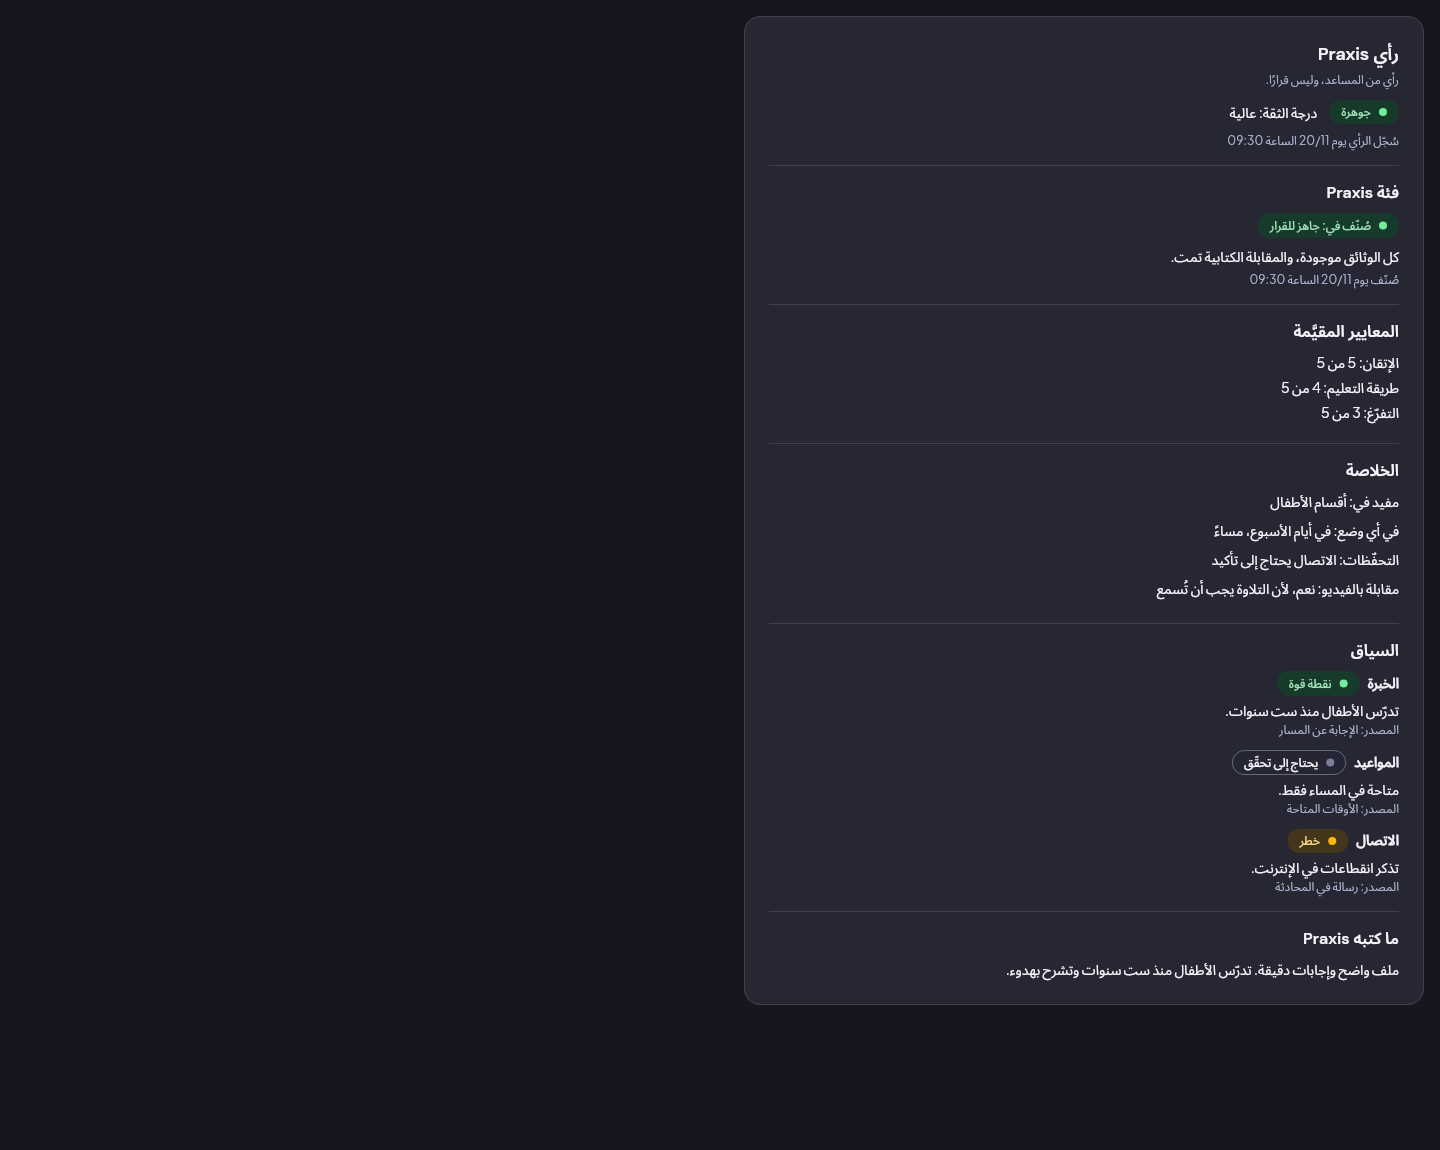 رأي Praxis
رأي من المساعد، وليس قرارًا.
جوهرة درجة الثقة: عالية
سُجّل الرأي يوم 20/11 الساعة 09:30
فئة Praxis
صُنّف في: جاهز للقرار
كل الوثائق موجودة، والمقابلة الكتابية تمت.
صُنّف يوم 20/11 الساعة 09:30
المعايير المقيَّمة
الإتقان: 5 من 5
طريقة التعليم: 4 من 5
التفرّغ: 3 من 5
الخلاصة
مفيد في: أقسام الأطفال
في أي وضع: في أيام الأسبوع، مساءً
التحفّظات: الاتصال يحتاج إلى تأكيد
مقابلة بالفيديو: نعم، لأن التلاوة يجب أن تُسمع
السياق
الخبرة نقطة قوة
تدرّس الأطفال منذ ست سنوات.
المصدر: الإجابة عن المسار
المواعيد يحتاج إلى تحقّق
متاحة في المساء فقط.
المصدر: الأوقات المتاحة
الاتصال خطر
تذكر انقطاعات في الإنترنت.
المصدر: رسالة في المحادثة
ما كتبه Praxis
ملف واضح وإجابات دقيقة. تدرّس الأطفال منذ ست سنوات وتشرح بهدوء.